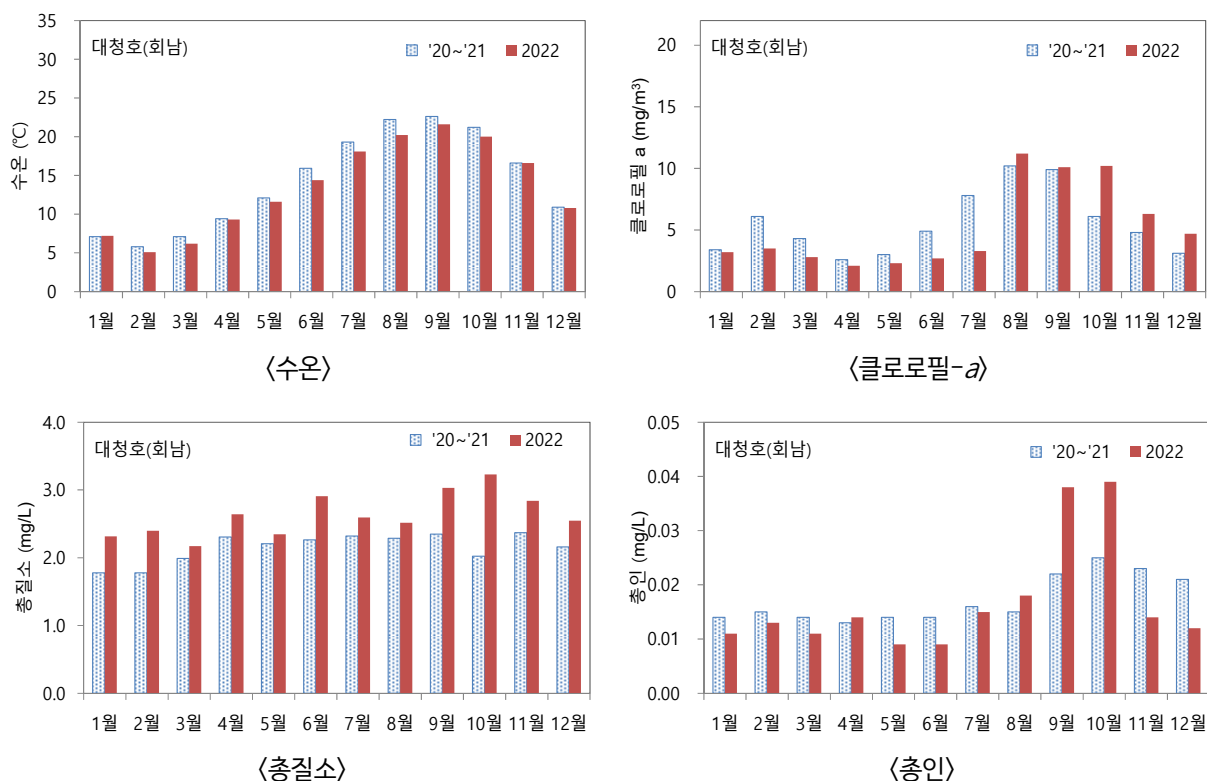 대청호(회남)
'20~'21 2022
수온 (℃)
35
30
25
20
15
10
5
0
1월 2월 3월 4월 5월 6월 7월 8월 9월 10월 11월 12월
〈수온〉
대청호(회남)
'20~'21 2022
클로로필 a (mg/m³)
20
15
10
5
0
1월 2월 3월 4월 5월 6월 7월 8월 9월 10월 11월 12월
〈클로로필-a〉
대청호(회남)
'20~'21 2022
총질소 (mg/L)
4.0
3.0
2.0
1.0
0.0
1월 2월 3월 4월 5월 6월 7월 8월 9월 10월 11월 12월
〈총질소〉
대청호(회남)
'20~'21 2022
총인 (mg/L)
0.05
0.04
0.03
0.02
0.01
0.00
1월 2월 3월 4월 5월 6월 7월 8월 9월 10월 11월 12월
〈총인〉